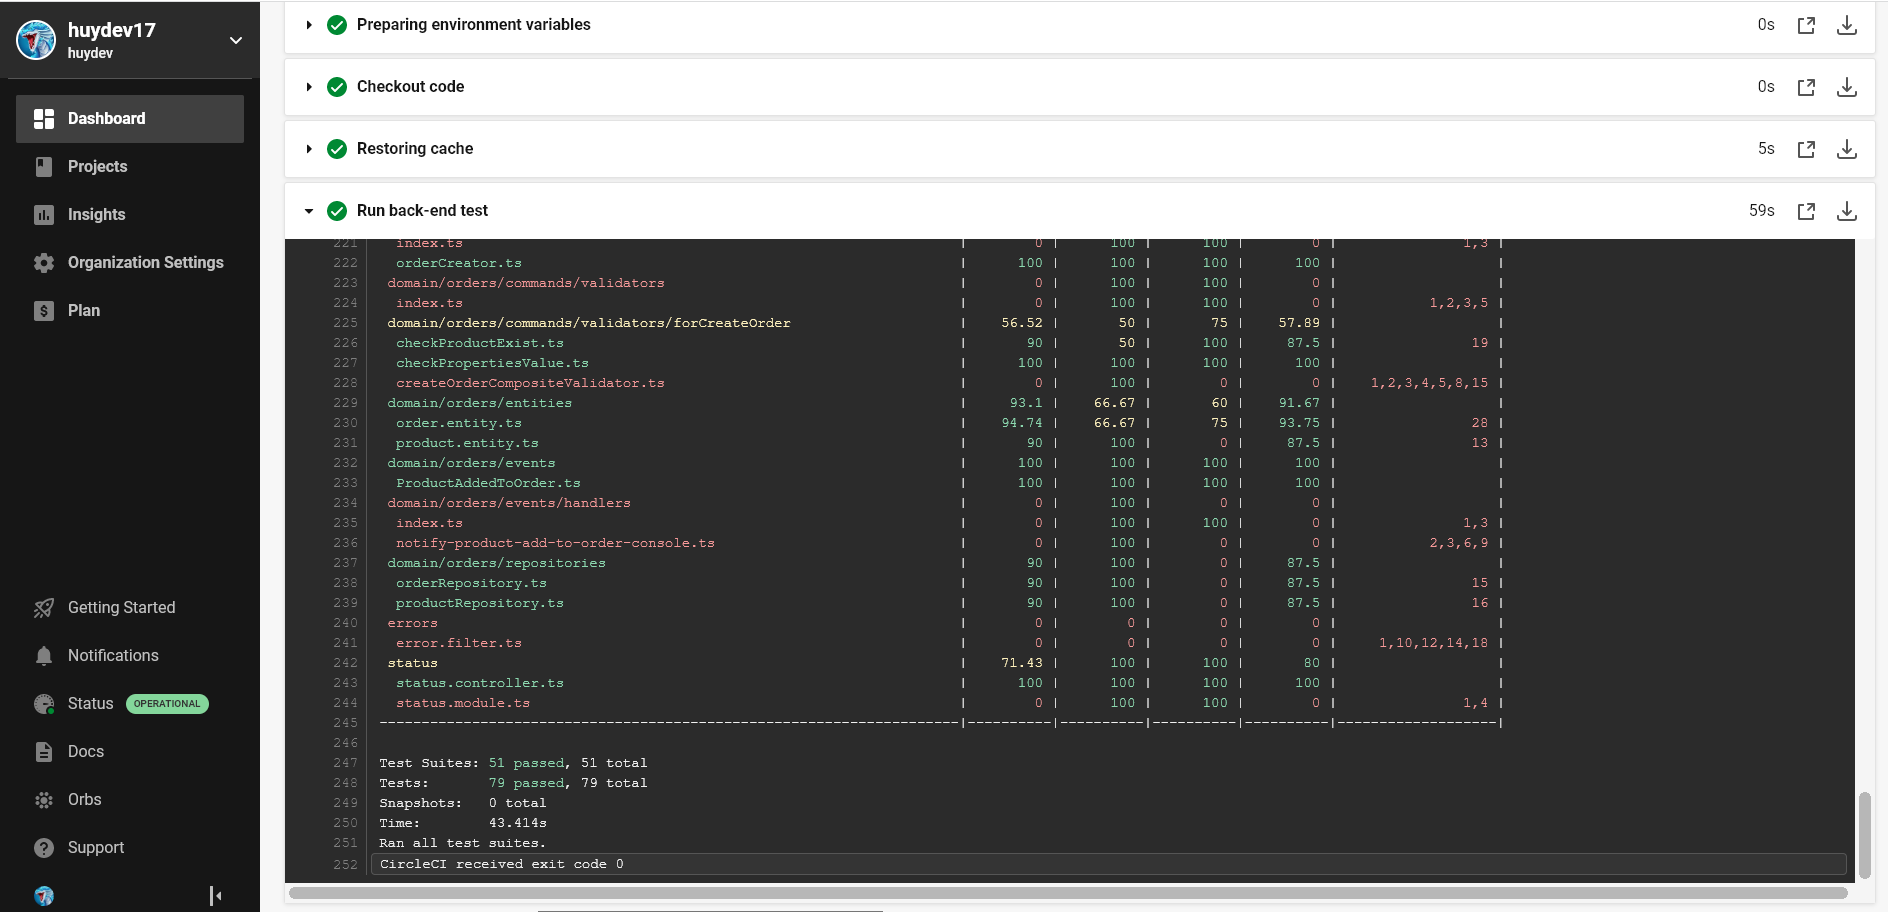 huydev17
huydev
Dashboard
Projects
Insights
Organization Settings
Plan
Getting Started
Notifications
Status OPERATIONAL
Docs
Orbs
Support
Preparing environment variables 0s
Checkout code 0s
Restoring cache 5s
Run back-end test 59s
221 index.ts | 0 | 100 | 100 | 0 | 1,3 |
222 orderCreator.ts | 100 | 100 | 100 | 100 | |
223 domain/orders/commands/validators | 0 | 100 | 100 | 0 | |
224 index.ts | 0 | 100 | 100 | 0 | 1,2,3,5 |
225 domain/orders/commands/validators/forCreateOrder | 56.52 | 50 | 75 | 57.89 | |
226 checkProductExist.ts | 90 | 50 | 100 | 87.5 | 19 |
227 checkPropertiesValue.ts | 100 | 100 | 100 | 100 | |
228 createOrderCompositeValidator.ts | 0 | 100 | 0 | 0 | 1,2,3,4,5,8,15 |
229 domain/orders/entities | 93.1 | 66.67 | 60 | 91.67 | |
230 order.entity.ts | 94.74 | 66.67 | 75 | 93.75 | 28 |
231 product.entity.ts | 90 | 100 | 0 | 87.5 | 13 |
232 domain/orders/events | 100 | 100 | 100 | 100 | |
233 ProductAddedToOrder.ts | 100 | 100 | 100 | 100 | |
234 domain/orders/events/handlers | 0 | 100 | 0 | 0 | |
235 index.ts | 0 | 100 | 100 | 0 | 1,3 |
236 notify-product-add-to-order-console.ts | 0 | 100 | 0 | 0 | 2,3,6,9 |
237 domain/orders/repositories | 90 | 100 | 0 | 87.5 | |
238 orderRepository.ts | 90 | 100 | 0 | 87.5 | 15 |
239 productRepository.ts | 90 | 100 | 0 | 87.5 | 16 |
240 errors | 0 | 0 | 0 | 0 | |
241 error.filter.ts | 0 | 0 | 0 | 0 | 1,10,12,14,18 |
242 status | 71.43 | 100 | 100 | 80 | |
243 status.controller.ts | 100 | 100 | 100 | 100 | |
244 status.module.ts | 0 | 100 | 100 | 0 | 1,4 |
245 ---------------------------------------------------------------------|----------|----------|----------|----------|-------------------|
246
247 Test Suites: 51 passed, 51 total
248 Tests: 79 passed, 79 total
249 Snapshots: 0 total
250 Time: 43.414s
251 Ran all test suites.
252 CircleCI received exit code 0